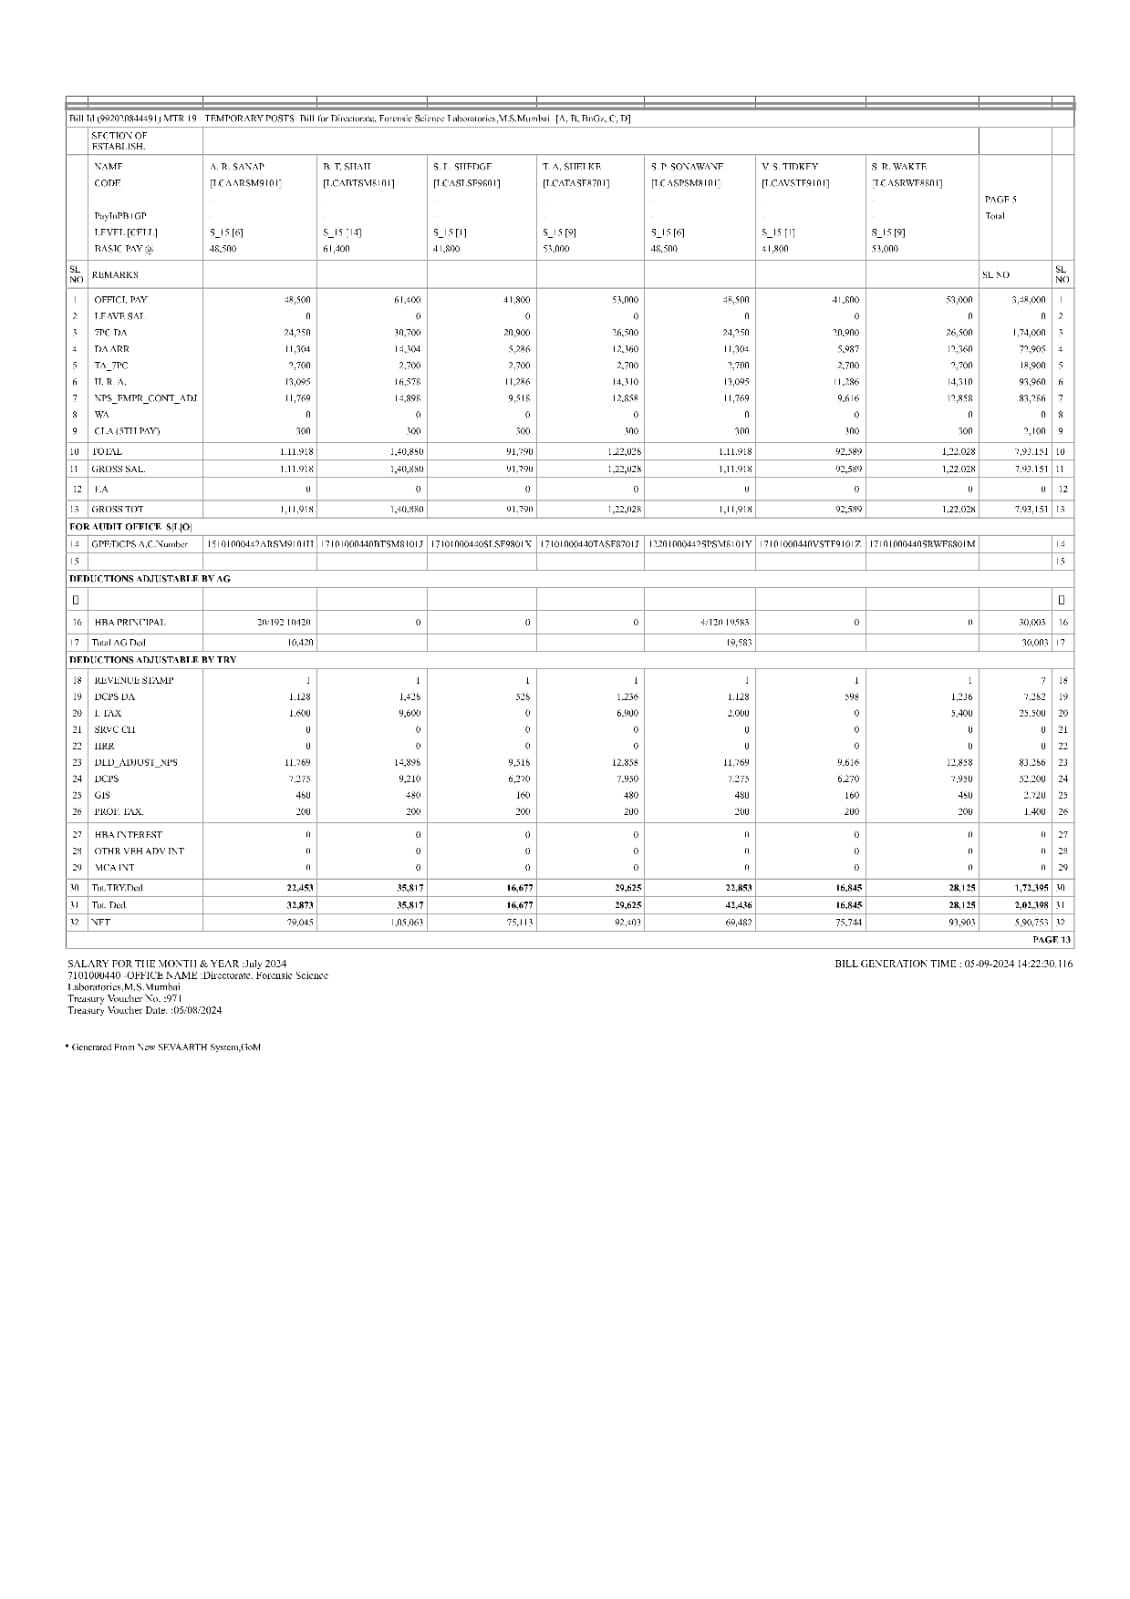 Bill Id (992020844491) MTR 19 TEMPORARY POSTS Bill for Directorate, Forensic Science Laboratories,M.S.Mumbai [A, B, BnGz, C, D]
SECTION OF
ESTABLISH.
NAME A. R. SANAP B. T. SHAH S. L. SHEDGE T. A. SHELKE S. P. SONAWANE V. S. TIDKEY S. R. WAKTE
CODE [LCAARSM9101] [LCABTSM8101] [LCASLSF9801] [LCATASF8701] [LCASPSM8101] [LCAVSTF9101] [LCASRWF8801]
PAGE 5
PayInPB+GP Total
LEVEL [CELL] S_15 [6] S_15 [14] S_15 [1] S_15 [9] S_15 [6] S_15 [1] S_15 [9]
BASIC PAY @ 48,500 61,400 41,800 53,000 48,500 41,800 53,000
SL NO REMARKS SL NO SL NO
1 OFFICL PAY 48,500 61,400 41,800 53,000 48,500 41,800 53,000 3,48,000 1
2 LEAVE SAL. 0 0 0 0 0 0 0 0 2
3 7PC DA 24,250 30,700 20,900 26,500 24,250 20,900 26,500 1,74,000 3
4 DA ARR 11,304 14,304 5,286 12,360 11,304 5,987 12,360 72,905 4
5 TA_7PC 2,700 2,700 2,700 2,700 2,700 2,700 2,700 18,900 5
6 H. R. A. 13,095 16,578 11,286 14,310 13,095 11,286 14,310 93,960 6
7 NPS_EMPR_CONT_ADJ 11,769 14,898 9,518 12,858 11,769 9,616 12,858 83,286 7
8 WA 0 0 0 0 0 0 0 0 8
9 CLA (5TH PAY) 300 300 300 300 300 300 300 2,100 9
10 TOTAL 1,11,918 1,40,880 91,790 1,22,028 1,11,918 92,589 1,22,028 7,93,151 10
11 GROSS SAL. 1,11,918 1,40,880 91,790 1,22,028 1,11,918 92,589 1,22,028 7,93,151 11
12 F.A 0 0 0 0 0 0 0 0 12
13 GROSS TOT 1,11,918 1,40,880 91,790 1,22,028 1,11,918 92,589 1,22,028 7,93,151 13
FOR AUDIT OFFICE S|L|O|
14 GPF/DCPS A.C.Number 15101000442ARSM9101H 17101000440BTSM8101J 17101000440SLSF9801X 17101000440TASF8701J 12201000442SPSM8101Y 17101000440VSTF9101Z 17101000440SRWF8801M 14
15 15
DEDUCTIONS ADJUSTABLE BY AG
16 HBA PRINCIPAL 20/192 10420 0 0 0 4/120 19583 0 0 30,003 16
17 Total AG Ded. 10,420 19,583 30,003 17
DEDUCTIONS ADJUSTABLE BY TRY
18 REVENUE STAMP 1 1 1 1 1 1 1 7 18
19 DCPS DA 1,128 1,428 528 1,236 1,128 598 1,236 7,282 19
20 I. TAX 1,600 9,600 0 6,900 2,000 0 5,400 25,500 20
21 SRVC CH 0 0 0 0 0 0 0 0 21
22 HRR 0 0 0 0 0 0 0 0 22
23 DED_ADJUST_NPS 11,769 14,898 9,518 12,858 11,769 9,616 12,858 83,286 23
24 DCPS 7,275 9,210 6,270 7,950 7,275 6,270 7,950 52,200 24
25 GIS 480 480 160 480 480 160 480 2,720 25
26 PROF. TAX. 200 200 200 200 200 200 200 1,400 26
27 HBA INTEREST 0 0 0 0 0 0 0 0 27
28 OTHR VEH ADV INT 0 0 0 0 0 0 0 0 28
29 MCA INT 0 0 0 0 0 0 0 0 29
30 Tot.TRY.Ded. 22,453 35,817 16,677 29,625 22,853 16,845 28,125 1,72,395 30
31 Tot. Ded. 32,873 35,817 16,677 29,625 42,436 16,845 28,125 2,02,398 31
32 NET 79,045 1,05,063 75,113 92,403 69,482 75,744 93,903 5,90,753 32
PAGE 13
SALARY FOR THE MONTH & YEAR :July 2024 BILL GENERATION TIME : 05-09-2024 14:22:30.116
7101000440 -OFFICE NAME :Directorate, Forensic Science
Laboratories,M.S.Mumbai
Treasury Voucher No. :971
Treasury Voucher Date. :05/08/2024
* Generated From New SEVAARTH System,GoM